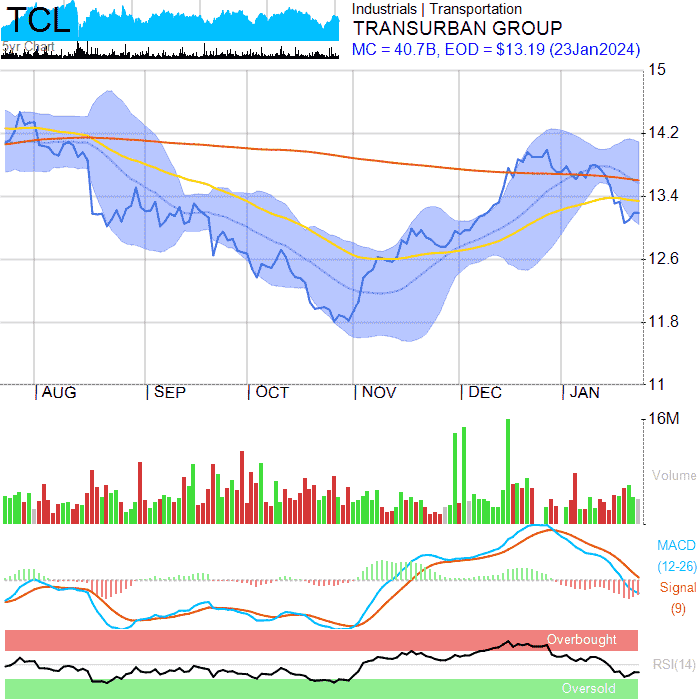 TCL
5yr Chart
Industrials | Transportation
TRANSURBAN GROUP
MC = 40.7B, EOD = $13.19 (23Jan2024)
15
14.2
13.4
12.6
11.8
11
AUG SEP OCT NOV DEC JAN
16M
Volume
MACD
(12-26)
Signal
(9)
Overbought
RSI(14)
Oversold